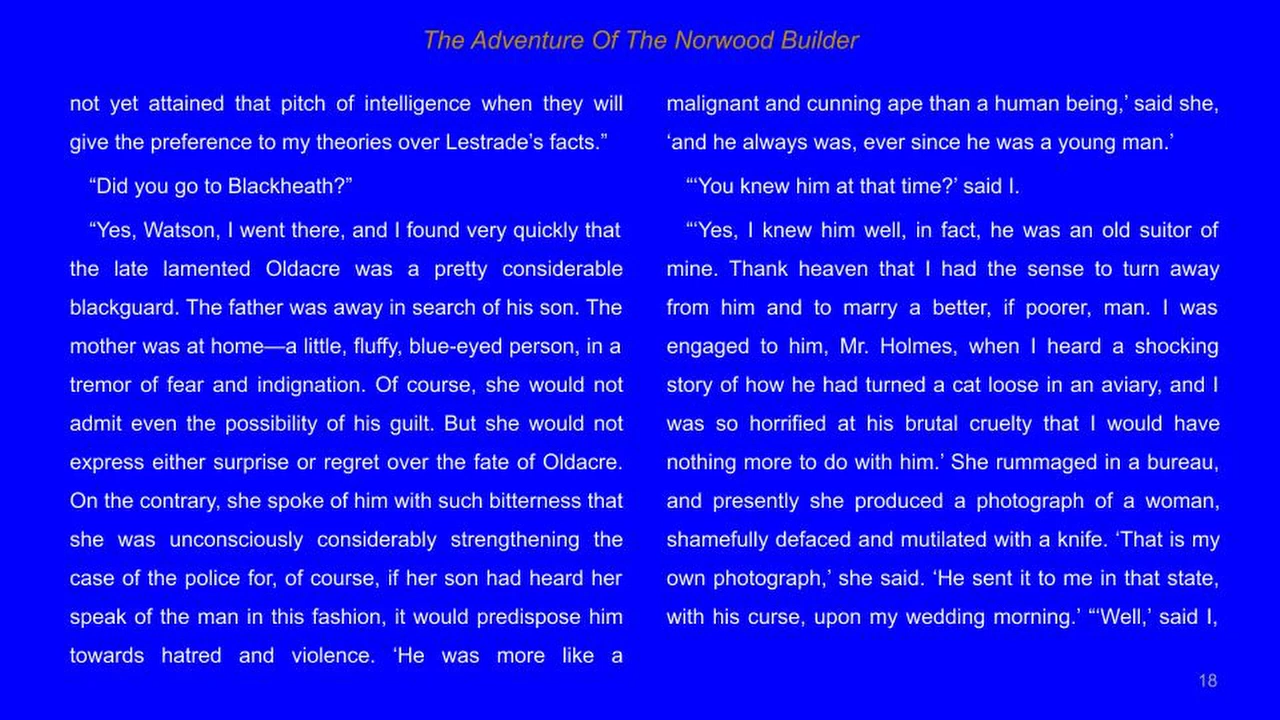 The Adventure Of The Norwood Builder
not yet attained that pitch of intelligence when they will
give the preference to my theories over Lestrade’s facts.”
“Did you go to Blackheath?”
“Yes, Watson, I went there, and I found very quickly that
the late lamented Oldacre was a pretty considerable
blackguard. The father was away in search of his son. The
mother was at home—a little, fluffy, blue-eyed person, in a
tremor of fear and indignation. Of course, she would not
admit even the possibility of his guilt. But she would not
express either surprise or regret over the fate of Oldacre.
On the contrary, she spoke of him with such bitterness that
she was unconsciously considerably strengthening the
case of the police for, of course, if her son had heard her
speak of the man in this fashion, it would predispose him
towards hatred and violence. ‘He was more like a
malignant and cunning ape than a human being,’ said she,
‘and he always was, ever since he was a young man.’
“‘You knew him at that time?’ said I.
“‘Yes, I knew him well, in fact, he was an old suitor of
mine. Thank heaven that I had the sense to turn away
from him and to marry a better, if poorer, man. I was
engaged to him, Mr. Holmes, when I heard a shocking
story of how he had turned a cat loose in an aviary, and I
was so horrified at his brutal cruelty that I would have
nothing more to do with him.’ She rummaged in a bureau,
and presently she produced a photograph of a woman,
shamefully defaced and mutilated with a knife. ‘That is my
own photograph,’ she said. ‘He sent it to me in that state,
with his curse, upon my wedding morning.’ “‘Well,’ said I,
18